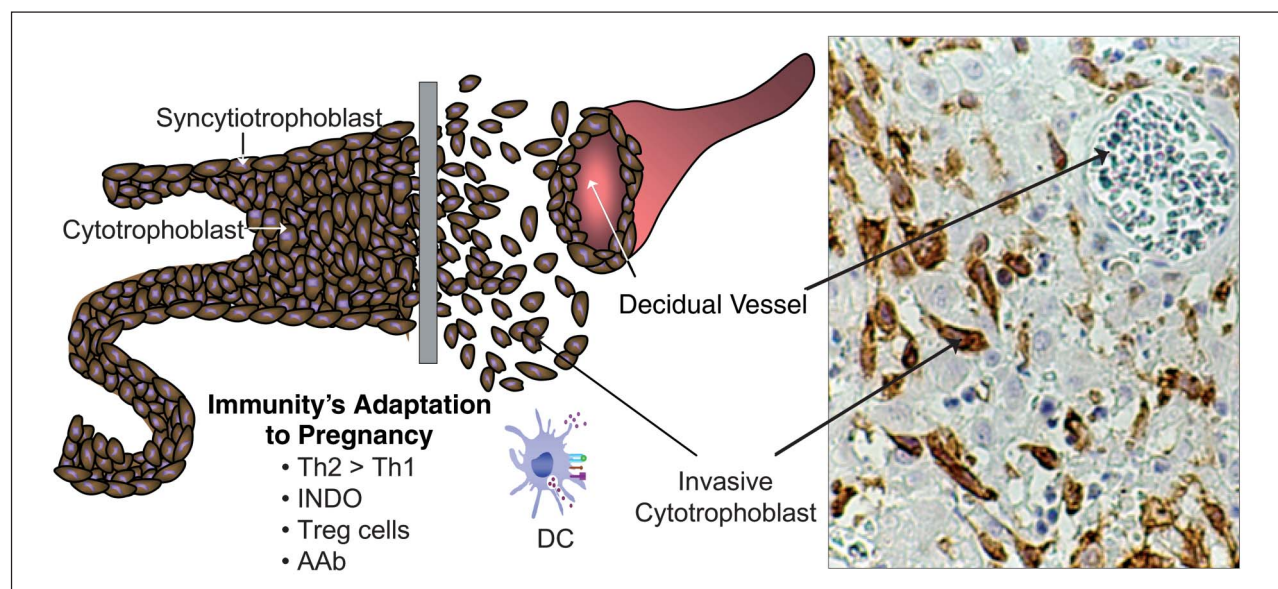 Syncytiotrophoblast
Cytotrophoblast
Decidual Vessel
Immunity’s Adaptation
to Pregnancy
• Th2 > Th1
• INDO
• Treg cells
• AAb
DC
Invasive
Cytotrophoblast